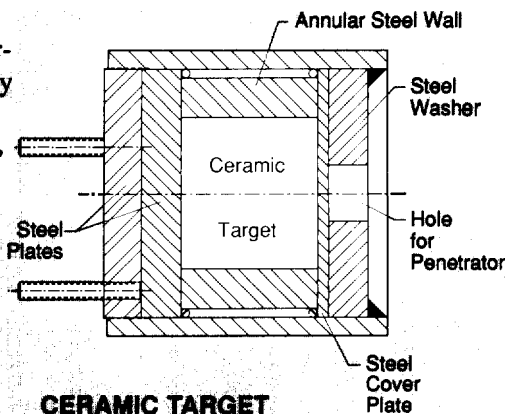 r-
y
,
Annular Steel Wall
Steel
Washer
Ceramic
Target
Steel
Plates
Hole
for
Penetrator
Steel
Cover
Plate
CERAMIC TARGET